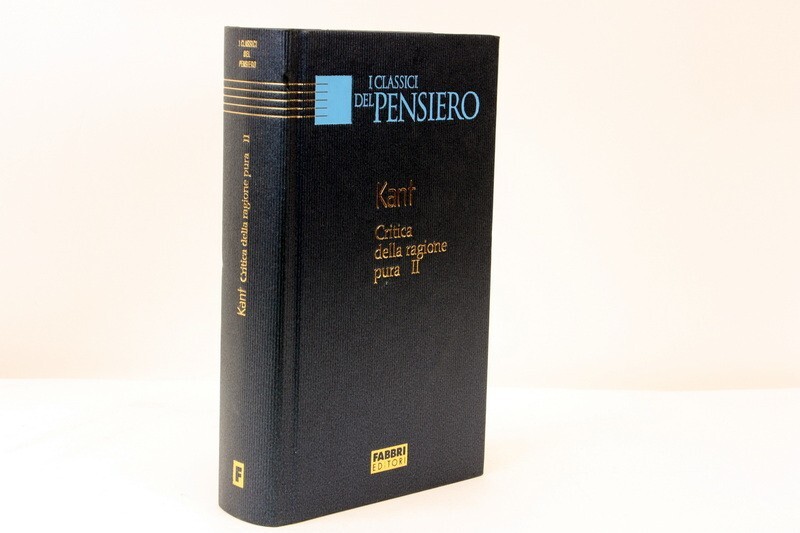 I CLASSICI
DEL
PENSIERO
Kant Critica della ragione pura II
F
I CLASSICI
DEL PENSIERO
Kant
Critica
della ragione
pura II
FABBRI
EDITORI